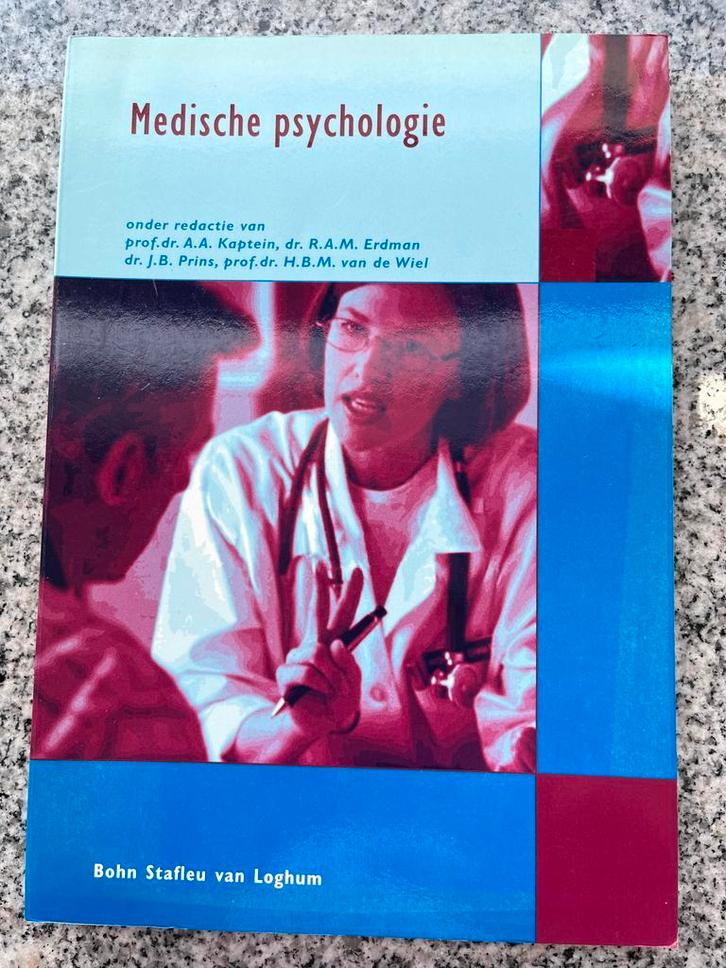 Medische psychologie
onder redactie van
prof.dr. A.A. Kaptein, dr. R.A.M. Erdman
dr. J.B. Prins, prof.dr. H.B.M. van de Wiel
Bohn Stafleu van Loghum